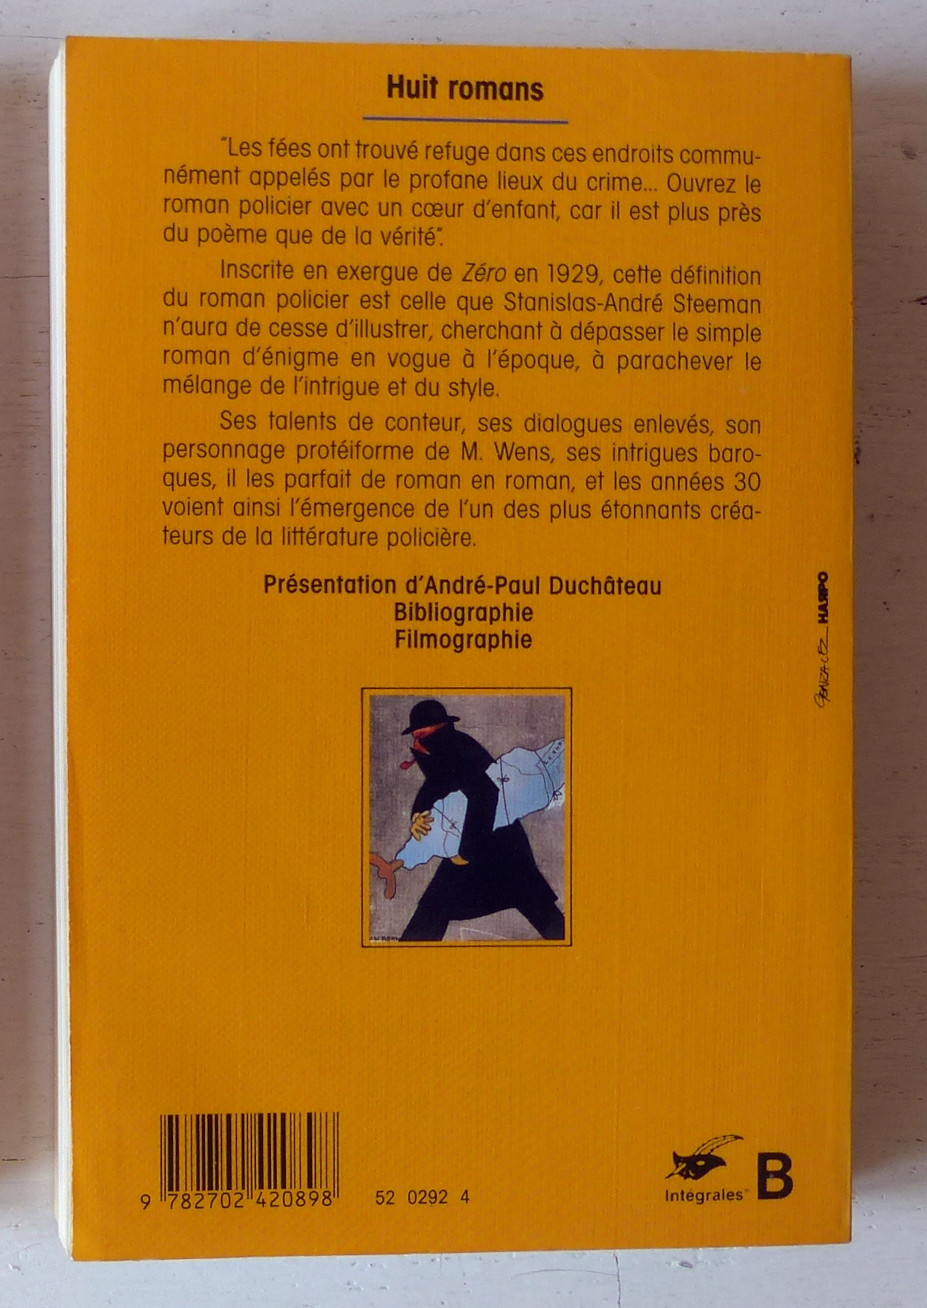 Huit romans
"Les fées ont trouvé refuge dans ces endroits commu-
nément appelés par le profane lieux du crime... Ouvrez le
roman policier avec un cœur d'enfant, car il est plus près
du poème que de la vérité".
Inscrite en exergue de Zéro en 1929, cette définition
du roman policier est celle que Stanislas-André Steeman
n'aura de cesse d'illustrer, cherchant à dépasser le simple
roman d'énigme en vogue à l'époque, à parachever le
mélange de l'intrigue et du style.
Ses talents de conteur, ses dialogues enlevés, son
personnage protéiforme de M. Wens, ses intrigues baro-
ques, il les parfait de roman en roman, et les années 30
voient ainsi l'émergence de l'un des plus étonnants créa-
teurs de la littérature policière.
Présentation d'André-Paul Duchâteau
Bibliographie
Filmographie
GONZALEZ HARPO
9 782702 420898
52 0292 4
Intégrales
B